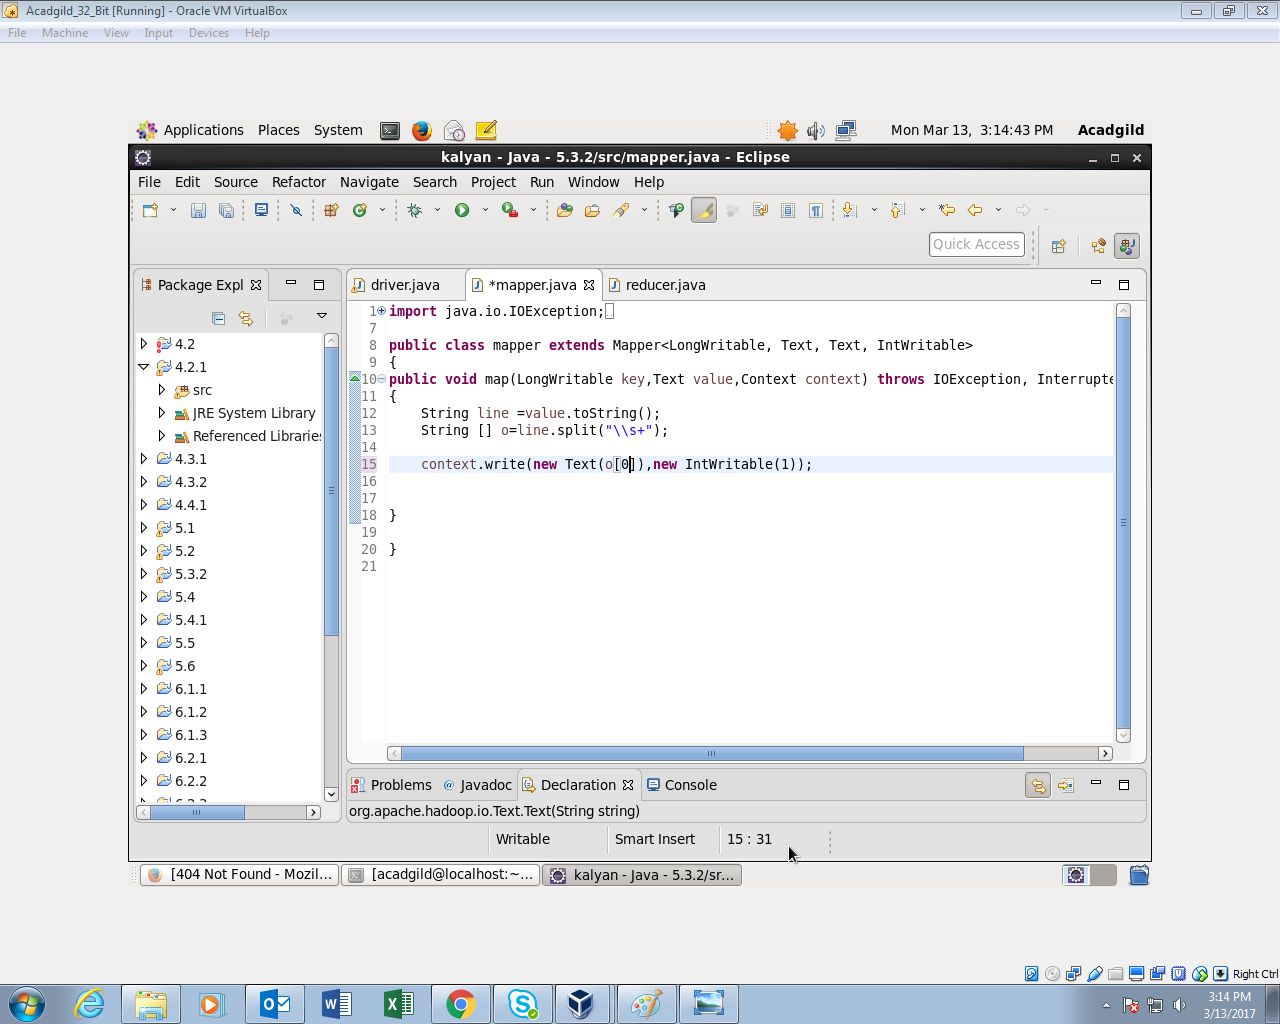 Acadgild_32_Bit [Running] - Oracle VM VirtualBox
File Machine View Input Devices Help
Applications Places System Mon Mar 13, 3:14:43 PM Acadgild
kalyan - Java - 5.3.2/src/mapper.java - Eclipse
File Edit Source Refactor Navigate Search Project Run Window Help
Quick Access
Package Expl
driver.java *mapper.java reducer.java
4.2
4.2.1
src
JRE System Library
Referenced Libraries
4.3.1
4.3.2
4.4.1
5.1
5.2
5.3.2
5.4
5.4.1
5.5
5.6
6.1.1
6.1.2
6.1.3
6.2.1
6.2.2
1 import java.io.IOException;
7
8 public class mapper extends Mapper<LongWritable, Text, Text, IntWritable>
9 {
10 public void map(LongWritable key,Text value,Context context) throws IOException, Interrupte
11 {
12 String line =value.toString();
13 String [] o=line.split("\\s+");
14
15 context.write(new Text(o[0]),new IntWritable(1));
16
17
18 }
19
20 }
21
Problems @ Javadoc Declaration Console
org.apache.hadoop.io.Text.Text(String string)
Writable Smart Insert 15 : 31
[404 Not Found - Mozil... [acadgild@localhost:~... kalyan - Java - 5.3.2/sr...
Right Ctrl
3:14 PM
3/13/2017